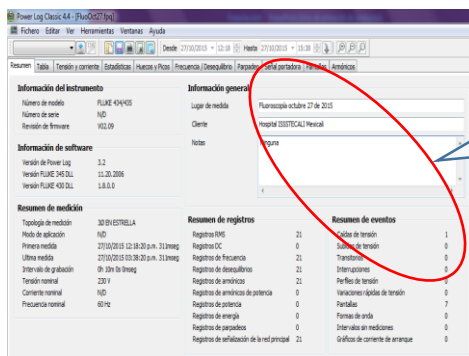 Power Log Classic 4.4 - [FluoOct27.fpq]
Fichero Editar Ver Herramientas Ventanas Ayuda
Desde 27/10/2015 - 12:18 Hasta 27/10/2015 - 15:38
Resumen Tabla Tensión y corriente Estadísticas Huecos y Picos Frecuencia/Desequilibrio Parpadeo Señal portadora Pantallas Armónicos
Información del instrumento
Número de modelo FLUKE 434/435
Número de serie N/D
Revisión de firmware V02.09
Información de software
Versión de Power Log 3.2
Versión FLUKE 345 DLL 11.20.2006
Versión FLUKE 430 DLL 1.8.0.0
Información general
Lugar de medida Fluoroscopia octubre 27 de 2015
Cliente Hospital ISSSTECALI Mexicali
Notas Ninguna
Resumen de medición
Topología de medición 3Ø EN ESTRELLA
Modo de aplicación N/D
Primera medida 27/10/2015 12:18:20 p.m. 311mseg
Ultima medida 27/10/2015 03:38:20 p.m. 311mseg
Intervalo de grabación 0h 10m 0s 0mseg
Tensión nominal 230 V
Corriente nominal N/D
Frecuencia nominal 60 Hz
Resumen de registros
Registros RMS 21
Registros DC 0
Registros de frecuencia 21
Registros de desequilibrios 21
Registros de armónicos 21
Registros de armónicos de potencia 0
Registros de potencia 0
Registros de energía 0
Registros de parpadeos 0
Registros de señalización de la red principal 21
Resumen de eventos
Caídas de tensión 1
Subidas de tensión 0
Transitorios 0
Interrupciones 0
Perfiles de tensión 0
Variaciones rápidas de tensión 0
Pantallas 7
Formas de onda 0
Intervalos sin mediciones 0
Gráficos de corriente de arranque 0